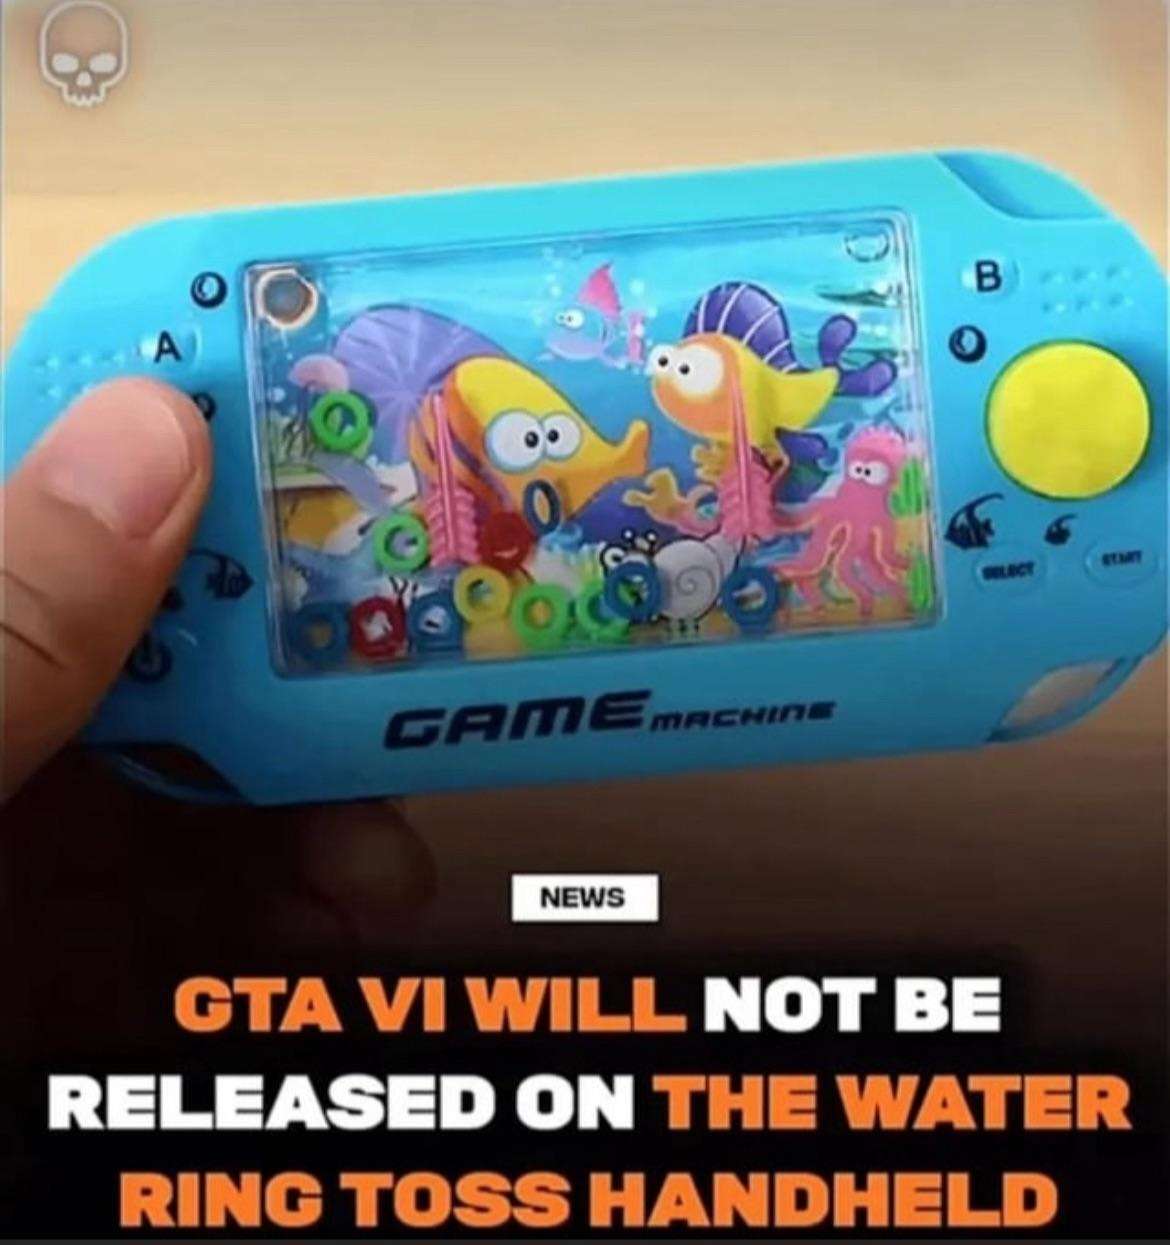 B
A
SELECT
START
GAME MACHINE
NEWS
GTA VI WILL NOT BE
RELEASED ON THE WATER
RING TOSS HANDHELD